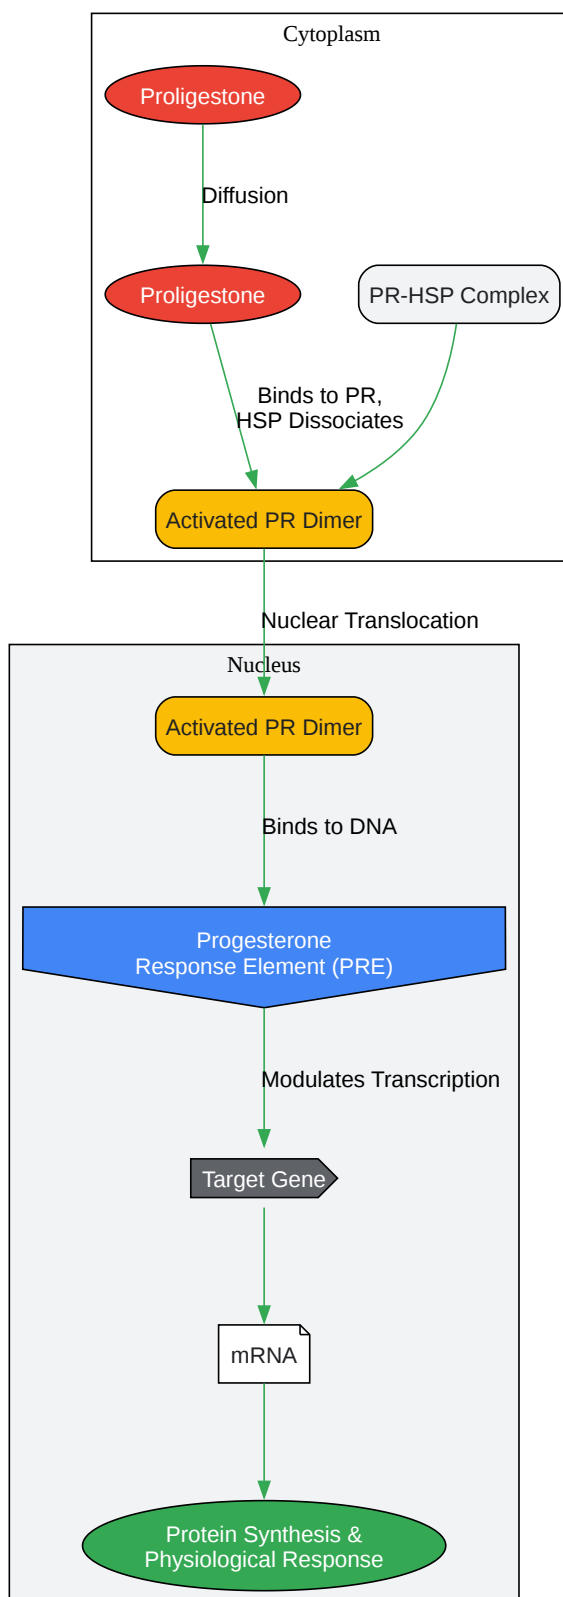 Cytoplasm
Proligestone
Diffusion
Proligestone
PR-HSP Complex
Binds to PR,
HSP Dissociates
Activated PR Dimer
Nuclear Translocation
Nucleus
Activated PR Dimer
Binds to DNA
Progesterone
Response Element (PRE)
Modulates Transcription
Target Gene
mRNA
Protein Synthesis &
Physiological Response